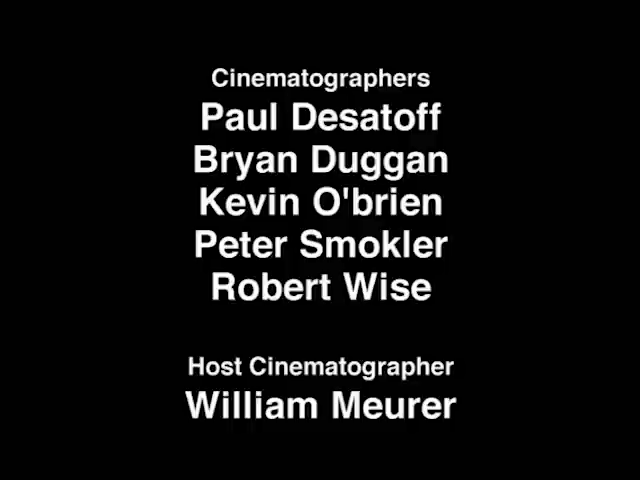 Cinematographers
Paul Desatoff
Bryan Duggan
Kevin O'brien
Peter Smokler
Robert Wise
Host Cinematographer
William Meurer